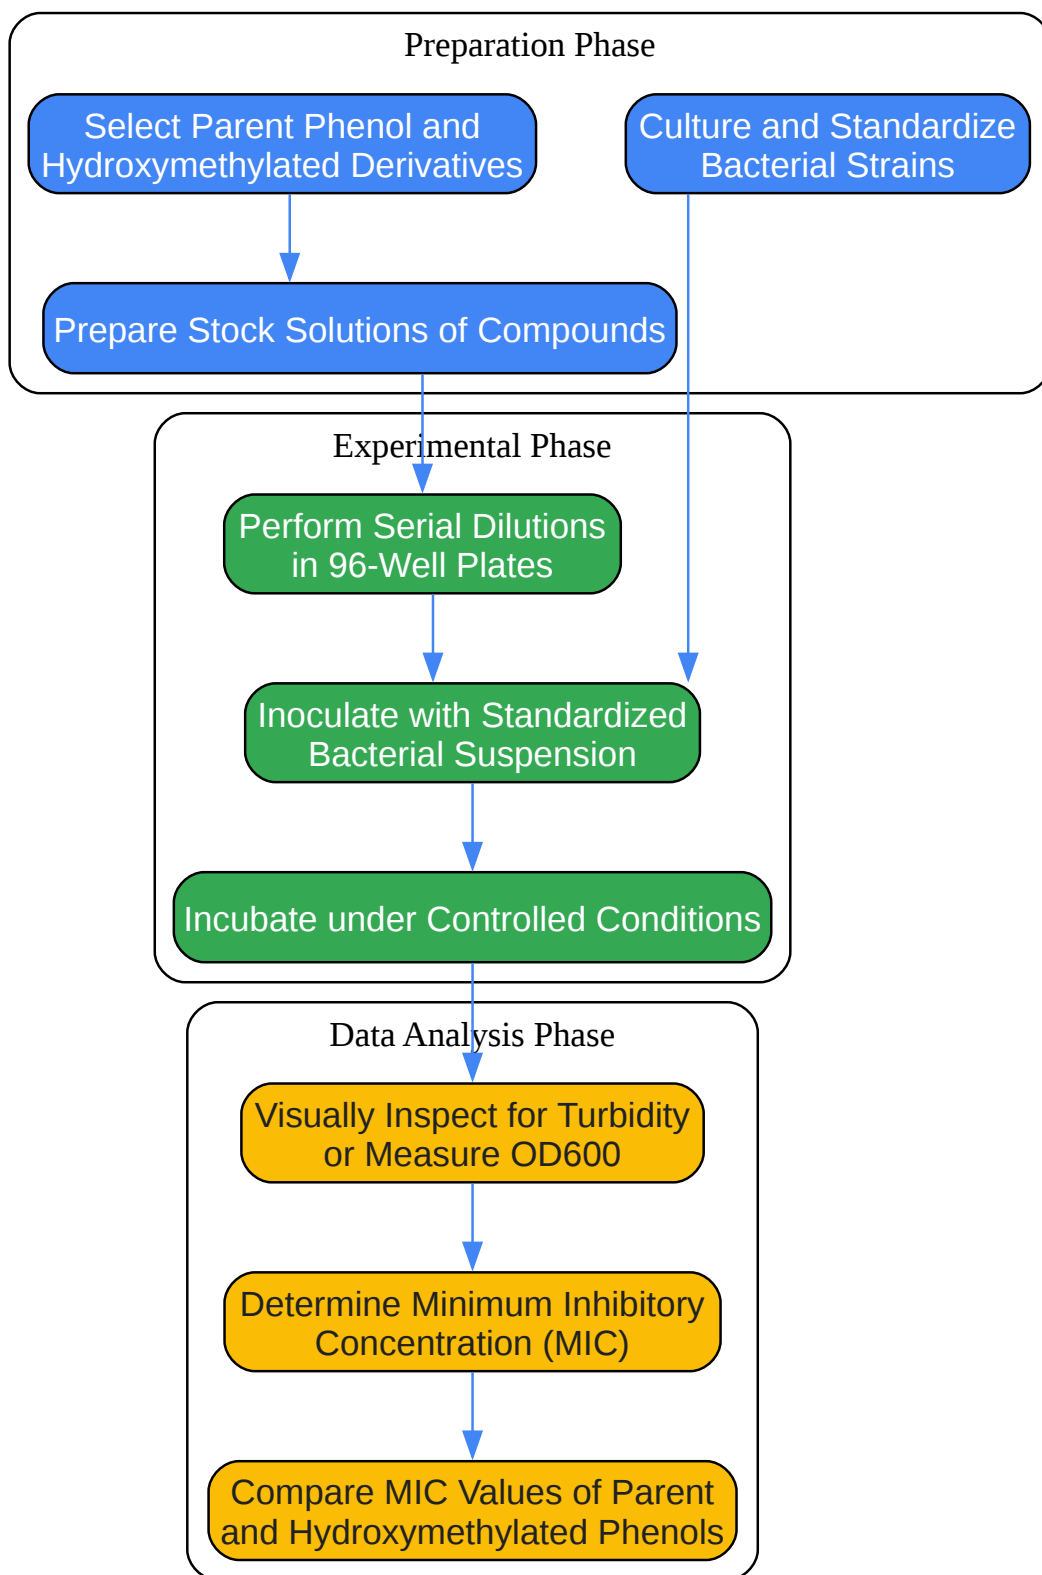 Preparation Phase
Select Parent Phenol and
Hydroxymethylated Derivatives
Culture and Standardize
Bacterial Strains
Prepare Stock Solutions of Compounds
Experimental Phase
Perform Serial Dilutions
in 96-Well Plates
Inoculate with Standardized
Bacterial Suspension
Incubate under Controlled Conditions
Data Analysis Phase
Visually Inspect for Turbidity
or Measure OD600
Determine Minimum Inhibitory
Concentration (MIC)
Compare MIC Values of Parent
and Hydroxymethylated Phenols